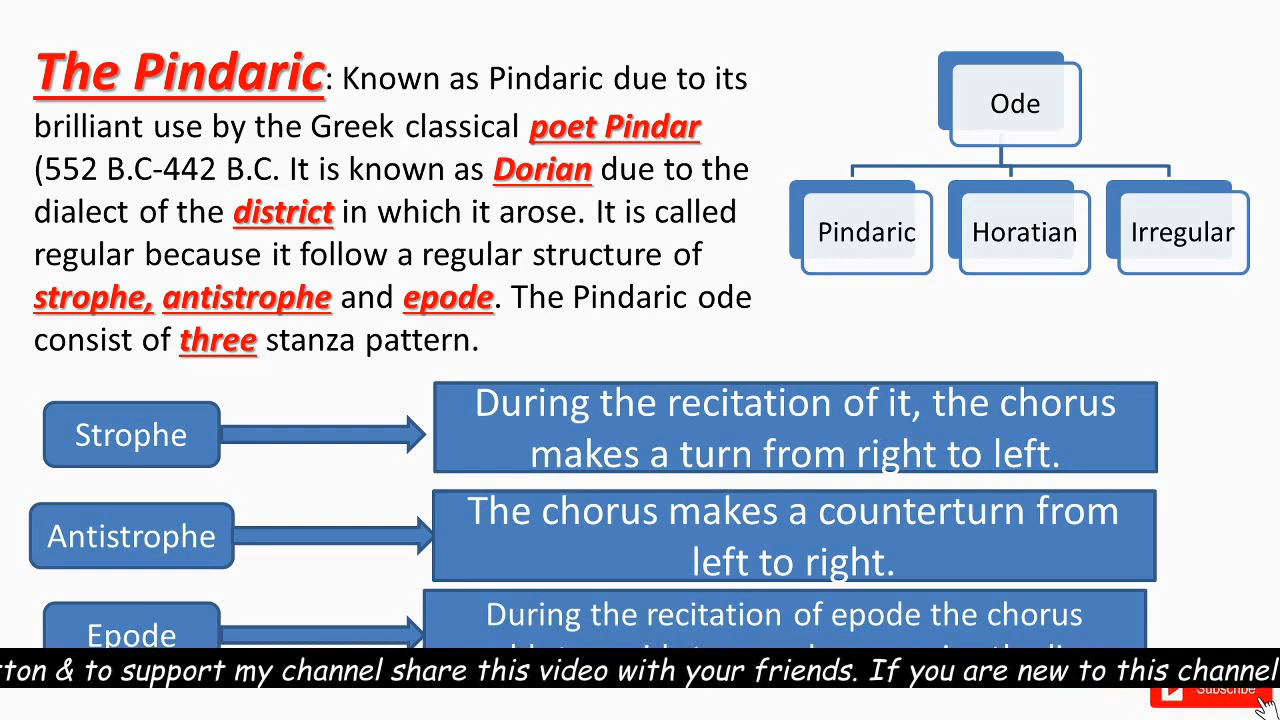 The Pindaric: Known as Pindaric due to its
brilliant use by the Greek classical poet Pindar
(552 B.C-442 B.C. It is known as Dorian due to the
dialect of the district in which it arose. It is called
regular because it follow a regular structure of
strophe, antistrophe and epode. The Pindaric ode
consist of three stanza pattern.
Ode
Pindaric Horatian Irregular
Strophe
During the recitation of it, the chorus
makes a turn from right to left.
Antistrophe
The chorus makes a counterturn from
left to right.
Epode
During the recitation of epode the chorus
& to support my channel share this video with your friends. If you are new to this channel
Subscribe